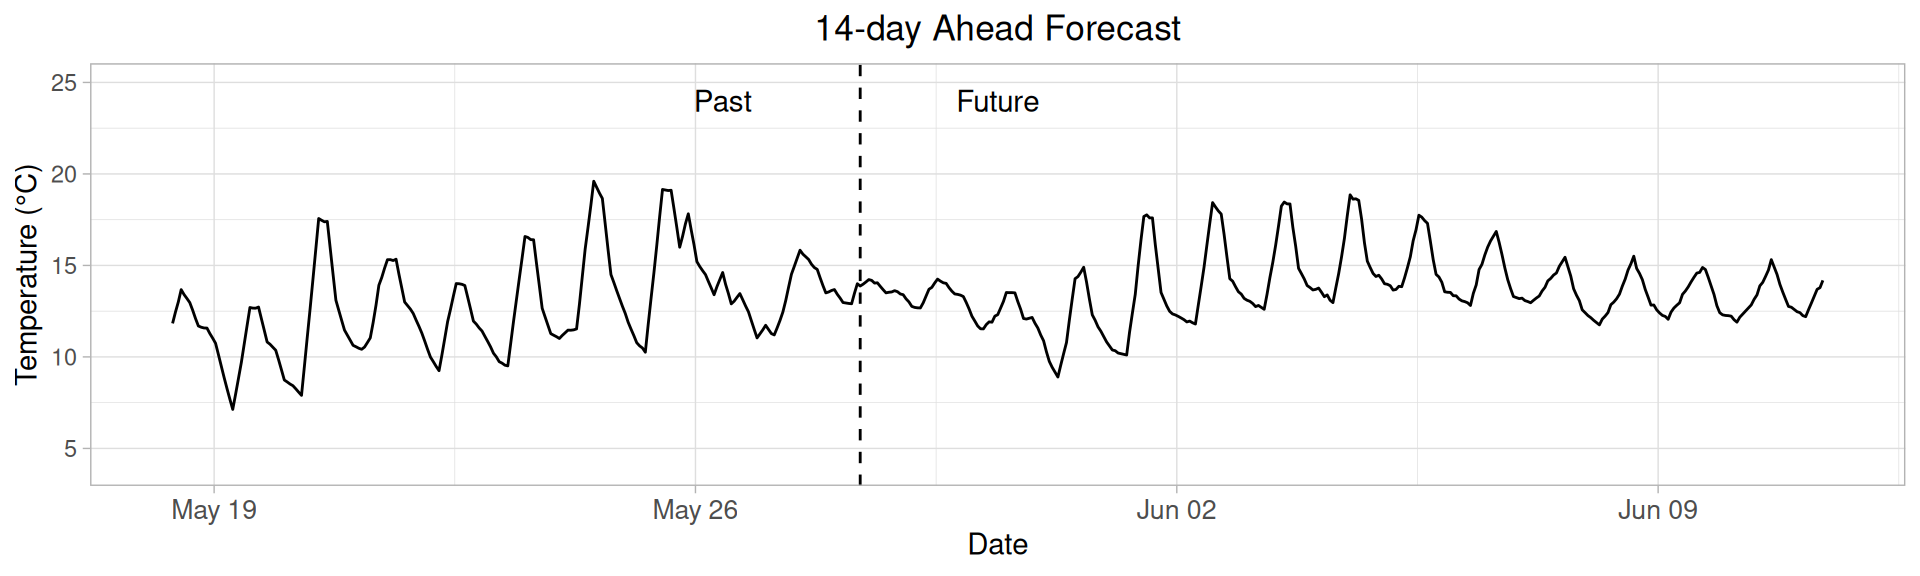 14-day Ahead Forecast
Past
Future
25
20
15
10
5
Temperature (°C)
May 19
May 26
Jun 02
Jun 09
Date